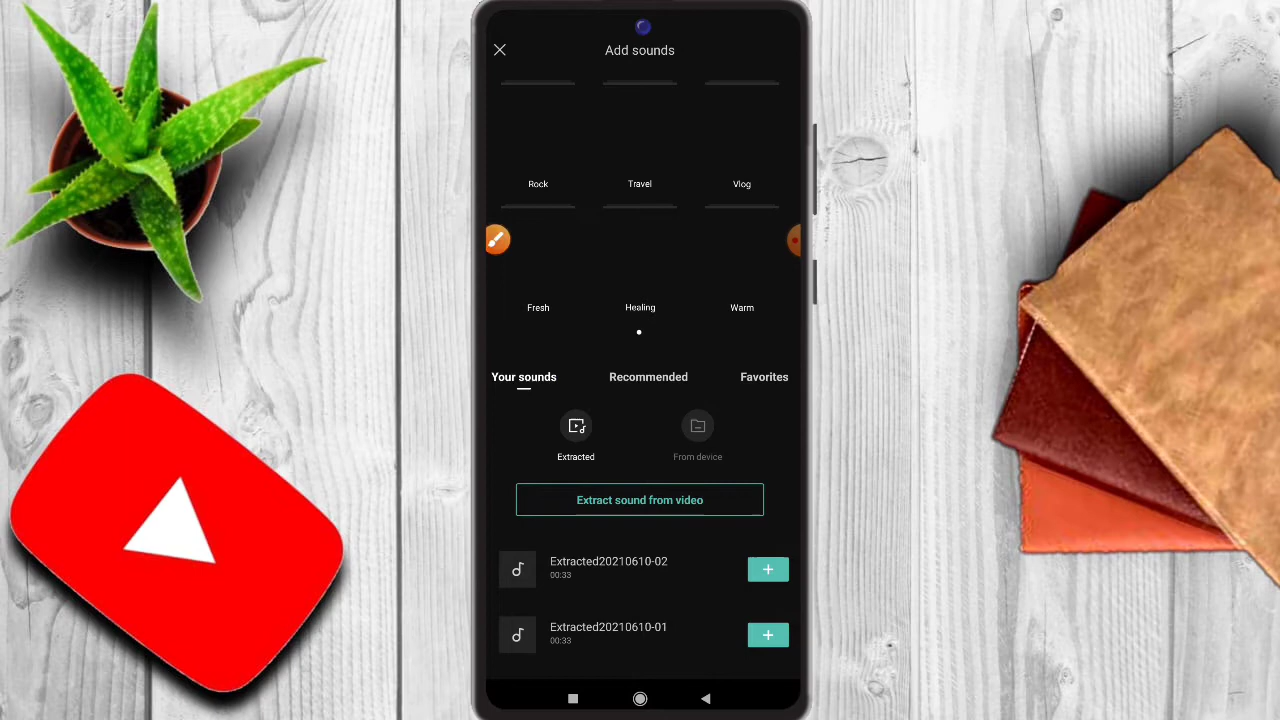 Add sounds
Rock Travel Vlog
Fresh Healing Warm
Your sounds Recommended Favorites
Extracted From device
Extract sound from video
Extracted20210610-02
00:33
Extracted20210610-01
00:33